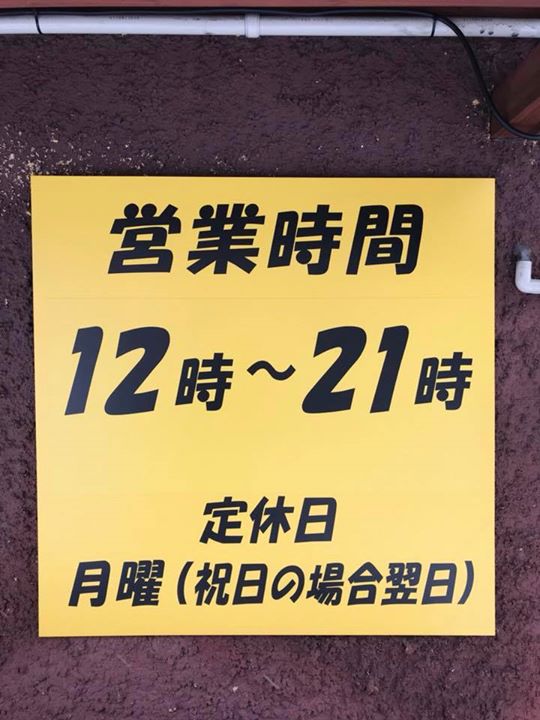 営業時間
12時～21時
定休日
月曜(祝日の場合翌日)